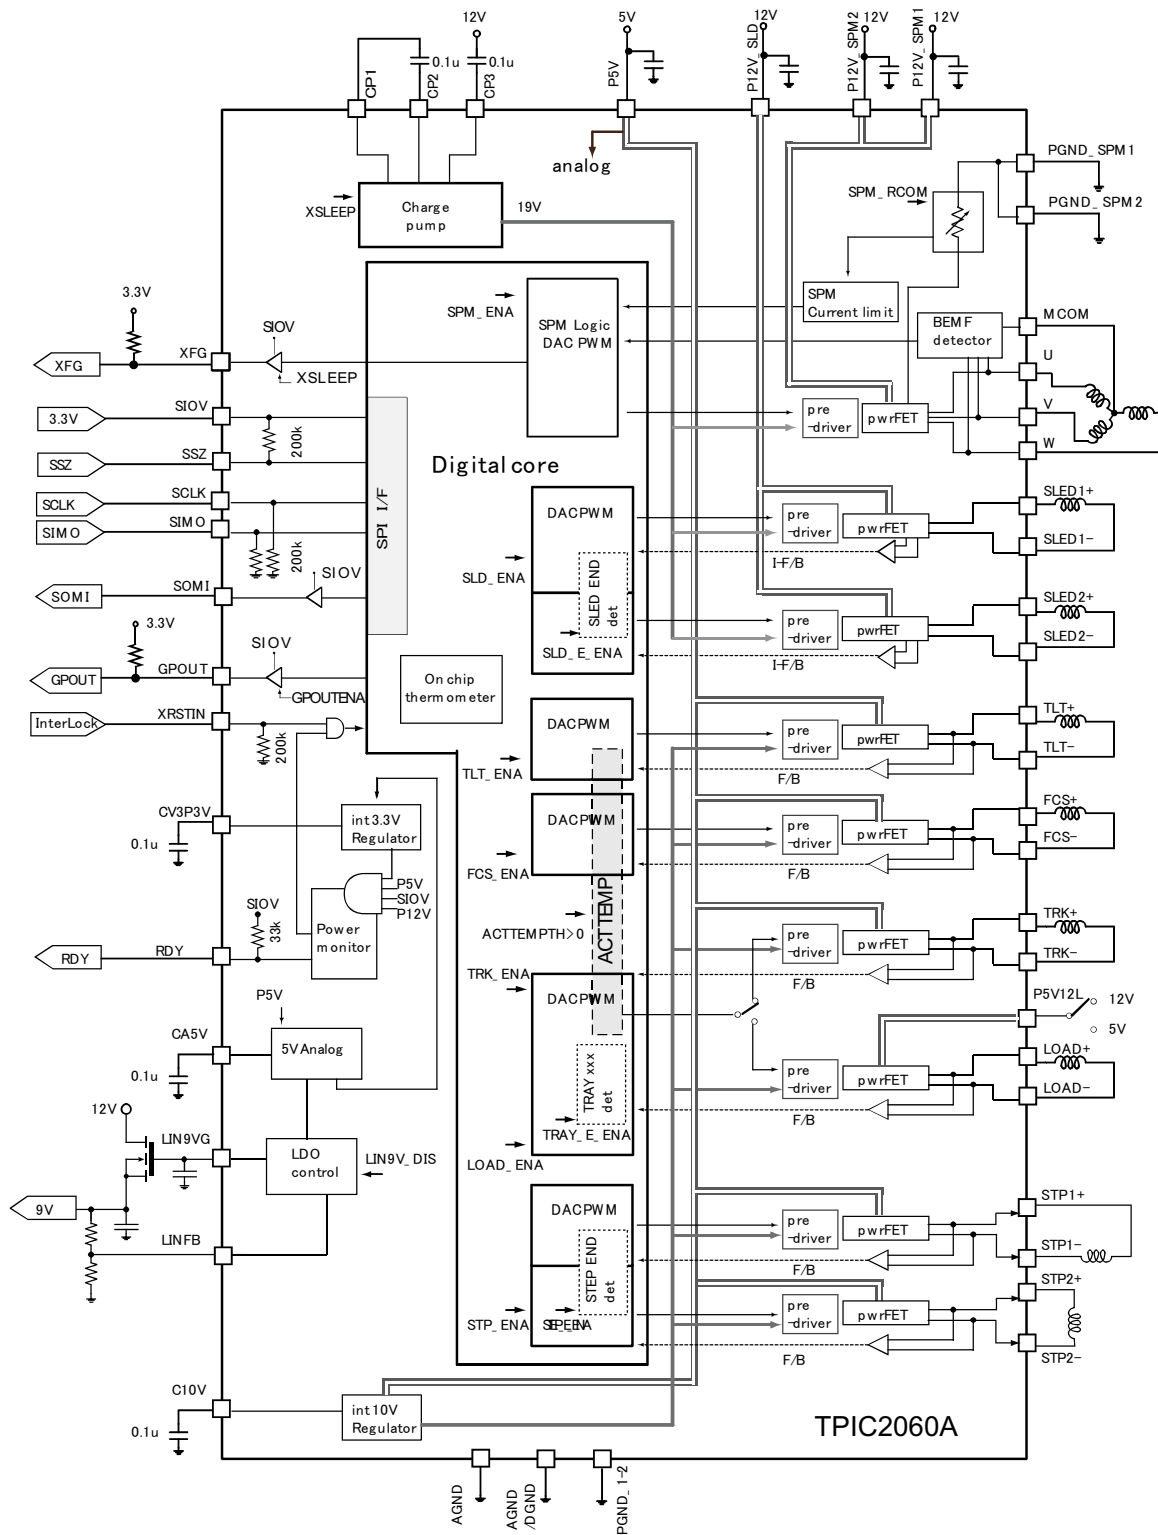 12V
5V
12V
12V
12V
0.1u
0.1u
CP1
CP2
CP3
P5V
P12V_SLD
P12V_SPM2
P12V_SPM1
analog
PGND_SPM1
PGND_SPM2
XSLEEP
Charge
pump
19V
SPM_RCOM
SPM_ENA
SPM Logic
DAC PWM
SPM
Current limit
BEMF
detector
MCOM
U
V
W
3.3V
SIOV
XFG
XFG
XSLEEP
pre
-driver
pwrFET
3.3V
SIOV
200k
SSZ
SSZ
SCLK
SCLK
SIMO
SIMO
200k
SPI I/F
Digital core
SOMI
SOMI
SIOV
DACPWM
SLD_ENA
SLED END
det
SLD_E_ENA
pre
-driver
pwrFET
I-F/B
SLED1+
SLED1-
pre
-driver
pwrFET
I-F/B
SLED2+
SLED2-
3.3V
SIOV
GPOUT
GPOUT
GPOUTENA
On chip
thermometer
InterLock
XRSTIN
200k
DACPWM
TLT_ENA
pre
-driver
pwrFET
F/B
TLT+
TLT-
CV3P3V
0.1u
int3.3V
Regulator
DACPWM
FCS_ENA
pre
-driver
pwrFET
F/B
FCS+
FCS-
P5V
SIOV
P12V
Power
monitor
SIOV
33k
RDY
RDY
ACTTEMP
ACTTEMPTH>0
TRK_ENA
DACPWM
pre
-driver
pwrFET
F/B
TRK+
TRK-
P5V12L
12V
5V
P5V
CA5V
5V Analog
0.1u
TRAY xxx
det
TRAY_E_ENA
LOAD_ENA
pre
-driver
pwrFET
F/B
LOAD+
LOAD-
12V
LIN9VG
LDO
control
LIN9V_DIS
9V
LINFB
DACPWM
STEP END
det
STP_ENA
pre
-driver
pwrFET
F/B
STP1+
STP1-
pre
-driver
pwrFET
F/B
STP2+
STP2-
C10V
0.1u
int10V
Regulator
TPIC2060A
AGND
AGND
/DGND
PGND_1-2